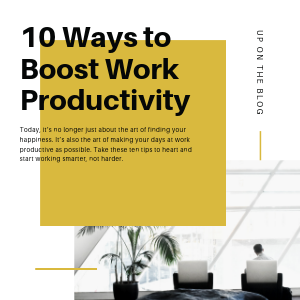 10 Ways to
Boost Work
Productivity
Today, it's no longer just about the art of finding your
happiness. It's also the art of making your days at work
productive as possible. Take these ten tips to heart and
start working smarter, not harder.
UP ON THE BLOG